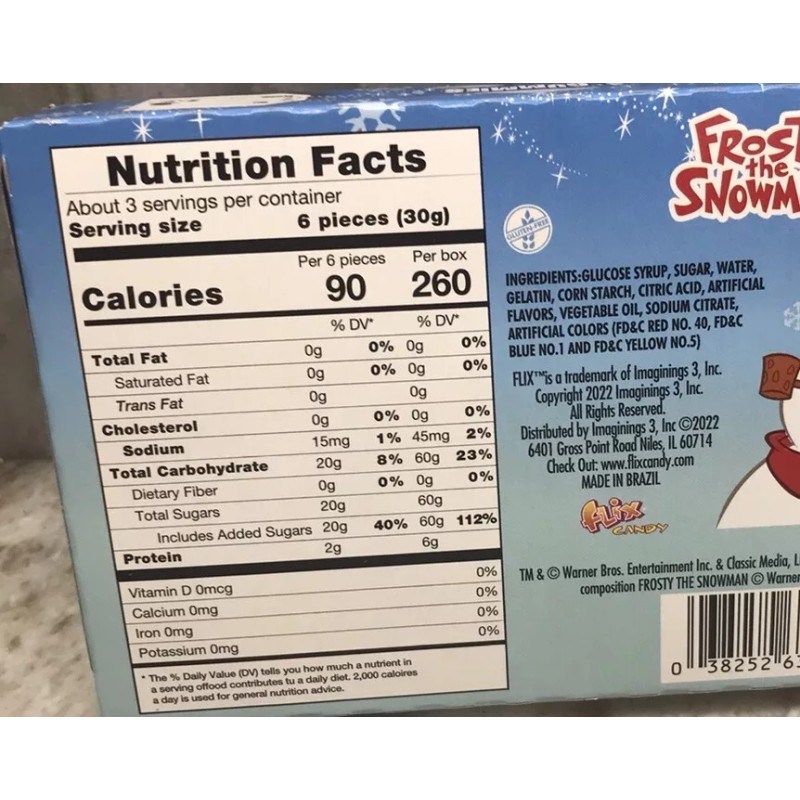 Nutrition Facts
About 3 servings per container
Serving size 6 pieces (30g)
Per 6 pieces Per box
Calories 90 260
% DV* % DV*
Total Fat 0g 0% 0g 0%
Saturated Fat 0g 0% 0g 0%
Trans Fat 0g 0g
Cholesterol 0g 0% 0g 0%
Sodium 15mg 1% 45mg 2%
Total Carbohydrate 20g 8% 60g 23%
Dietary Fiber 0g 0% 0g 0%
Total Sugars 20g 60g
Includes Added Sugars 20g 40% 60g 112%
Protein 2g 6g
Vitamin D 0mcg 0%
Calcium 0mg 0%
Iron 0mg 0%
Potassium 0mg 0%
* The % Daily Value (DV) tells you how much a nutrient in
a serving offood contributes tu a daily diet. 2,000 caloires
a day is used for general nutrition advice.
FROST
the
SNOWM
GLUTEN-FREE
INGREDIENTS:GLUCOSE SYRUP, SUGAR, WATER,
GELATIN, CORN STARCH, CITRIC ACID, ARTIFICIAL
FLAVORS, VEGETABLE OIL, SODIUM CITRATE,
ARTIFICIAL COLORS (FD&C RED NO. 40, FD&C
BLUE NO.1 AND FD&C YELLOW NO.5)
FLIX™is a trademark of Imaginings 3, Inc.
Copyright 2022 Imaginings 3, Inc.
All Rights Reserved.
Distributed by Imaginings 3, Inc ©2022
6401 Gross Point Road Niles, IL 60714
Check Out: www.flixcandy.com
MADE IN BRAZIL
FLiX
CANDY
TM & © Warner Bros. Entertainment Inc. & Classic Media, L
composition FROSTY THE SNOWMAN © Warner
0 38252 6